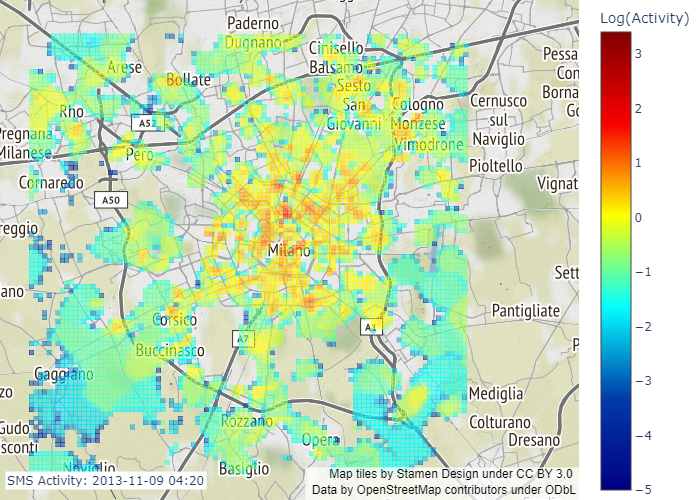 Log(Activity)
Paderno
Dugnano
Cinisello
Balsamo
Arese
Bollate
Sesto
San
Giovanni
Cologno
Monzese
Vimodrone
Cernusco
sul
Naviglio
Pessa
Con
Borna
Go
Rho
A52
Pregnana
Milanese
Pero
Pioltello
Cornaredo
A50
Vignat
reggio
Milano
Sett
ano
Pantigliate
Corsico
A7
A1
Buccinasco
P
Gaggiano
zo
Mediglia
Rozzano
Colturano
Gudo
Opera
Dresano
sconti
Noviglio
Basiglio
3
2
1
0
−1
−2
−3
−4
−5
SMS Activity: 2013-11-09 04:20
Map tiles by Stamen Design under CC BY 3.0
Data by OpenStreetMap contributors under ODbL